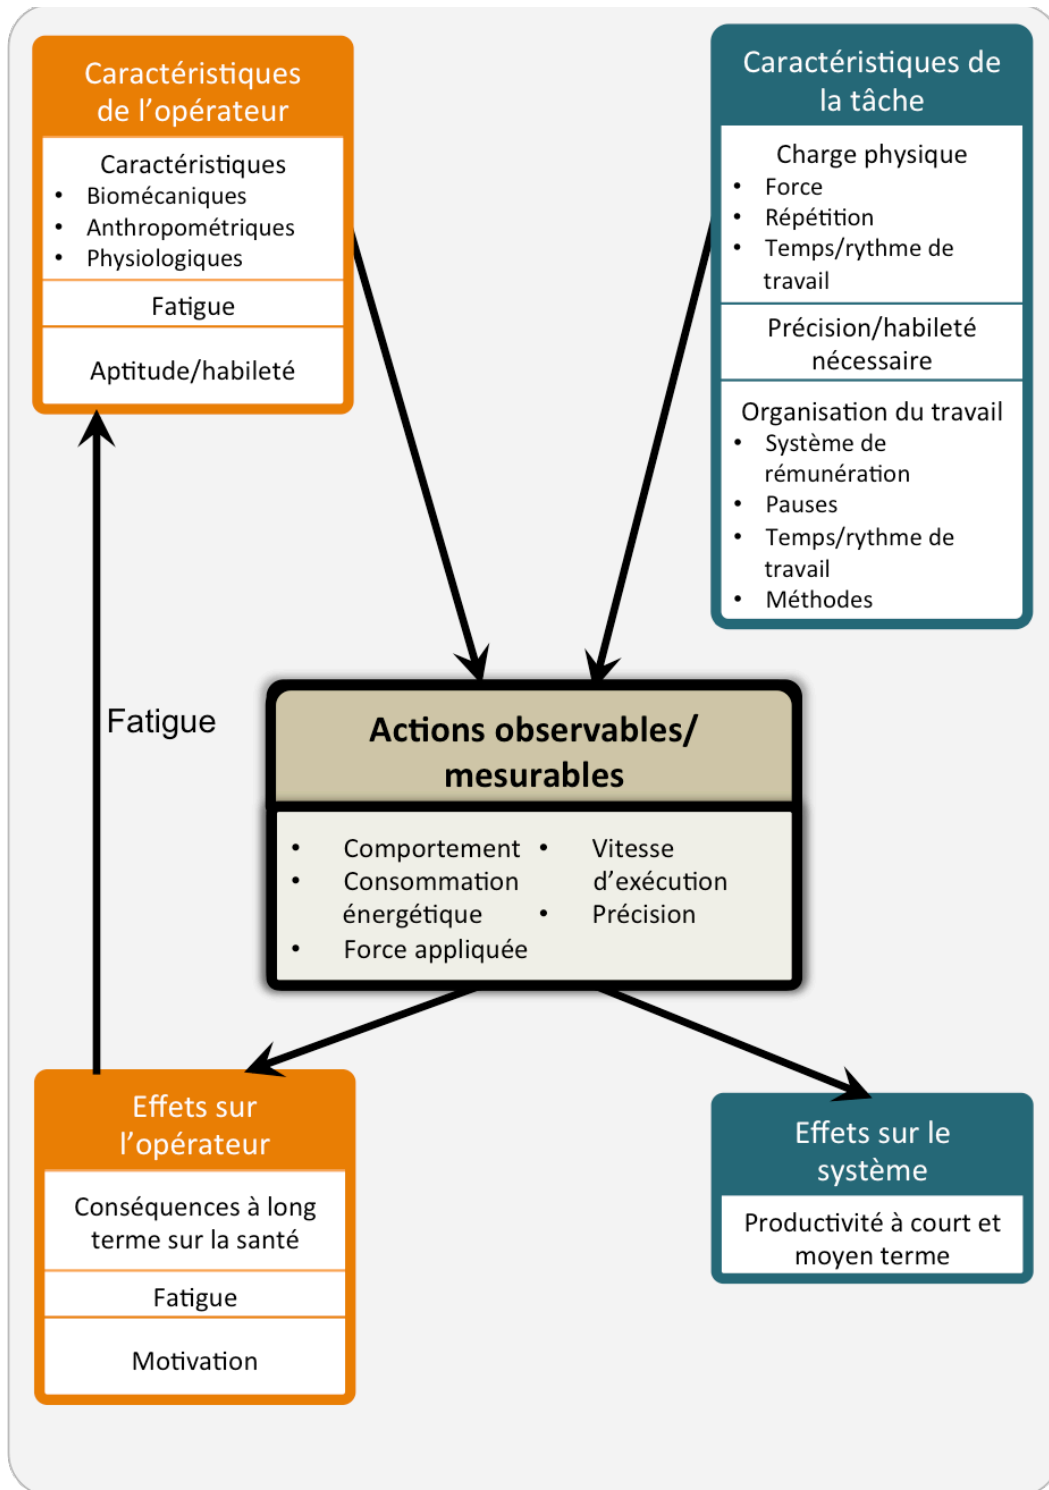 Caractéristiques
de l’opérateur
Caractéristiques
• Biomécaniques
• Anthropométriques
• Physiologiques
Fatigue
Aptitude/habileté
Caractéristiques de
la tâche
Charge physique
• Force
• Répétition
• Temps/rythme de
travail
Précision/habileté
nécessaire
Organisation du travail
• Système de
rémunération
• Pauses
• Temps/rythme de
travail
• Méthodes
Fatigue
Actions observables/
mesurables
• Comportement
• Consommation
énergétique
• Force appliquée
• Vitesse
d’exécution
• Précision
Effets sur
l’opérateur
Conséquences à long
terme sur la santé
Fatigue
Motivation
Effets sur le
système
Productivité à court et
moyen terme